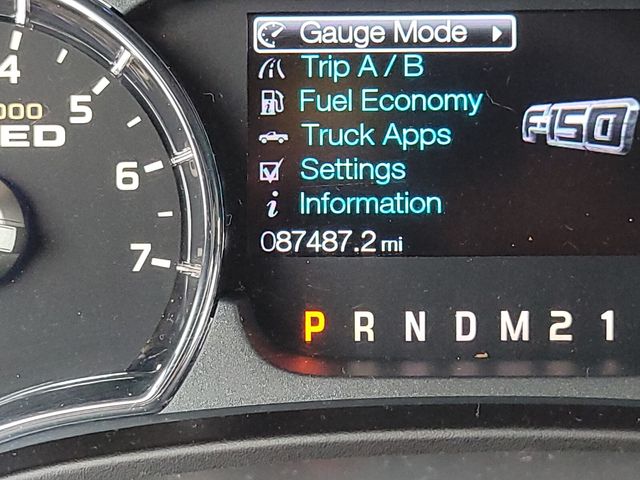 Gauge Mode
Trip A / B
Fuel Economy
Truck Apps
Settings
Information
087487.2 mi
F150
P R N D M 2 1
4
5
000
ED
6
7